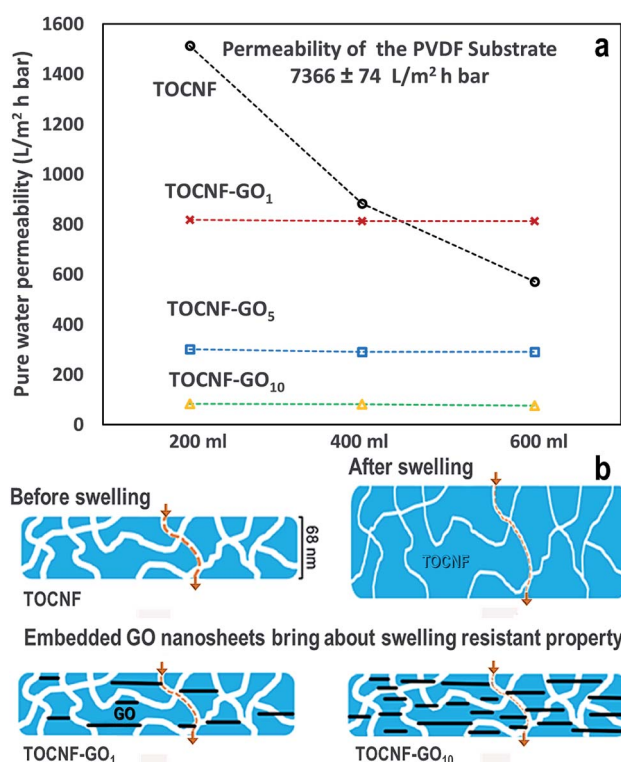 1600
1400
1200
1000
800
600
400
200
0
Pure water permeability (L/m² h bar)
a
Permeability of the PVDF Substrate
7366 ± 74 L/m² h bar
TOCNF
TOCNF-GO₁
TOCNF-GO₅
TOCNF-GO₁₀
200 ml
400 ml
600 ml
b
Before swelling
After swelling
68 nm
TOCNF
TOCNF
Embedded GO nanosheets bring about swelling resistant property
GO
TOCNF-GO₁
TOCNF-GO₁₀